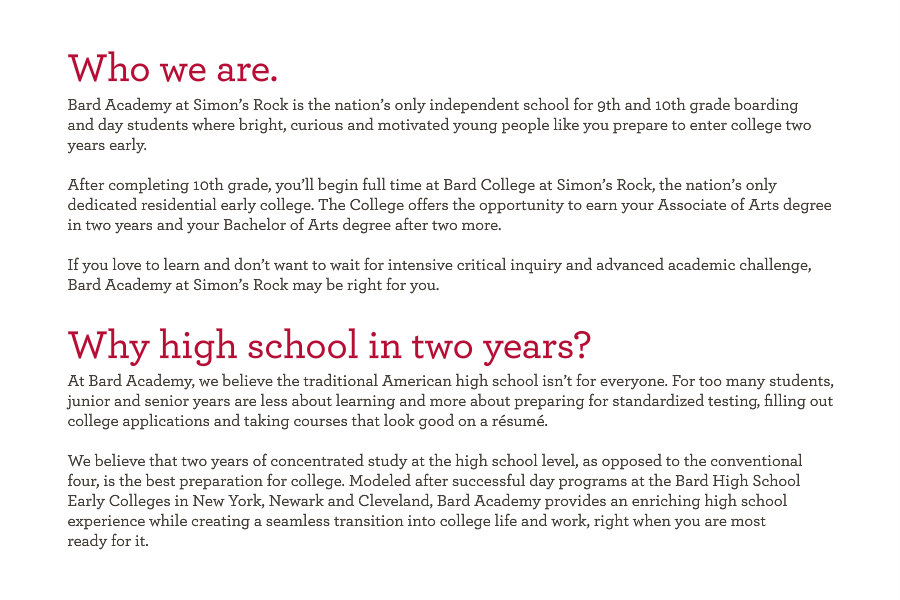 Who we are.
Bard Academy at Simon’s Rock is the nation’s only independent school for 9th and 10th grade boarding
and day students where bright, curious and motivated young people like you prepare to enter college two
years early.
After completing 10th grade, you’ll begin full time at Bard College at Simon’s Rock, the nation’s only
dedicated residential early college. The College offers the opportunity to earn your Associate of Arts degree
in two years and your Bachelor of Arts degree after two more.
If you love to learn and don’t want to wait for intensive critical inquiry and advanced academic challenge,
Bard Academy at Simon’s Rock may be right for you.
Why high school in two years?
At Bard Academy, we believe the traditional American high school isn’t for everyone. For too many students,
junior and senior years are less about learning and more about preparing for standardized testing, filling out
college applications and taking courses that look good on a résumé.
We believe that two years of concentrated study at the high school level, as opposed to the conventional
four, is the best preparation for college. Modeled after successful day programs at the Bard High School
Early Colleges in New York, Newark and Cleveland, Bard Academy provides an enriching high school
experience while creating a seamless transition into college life and work, right when you are most
ready for it.